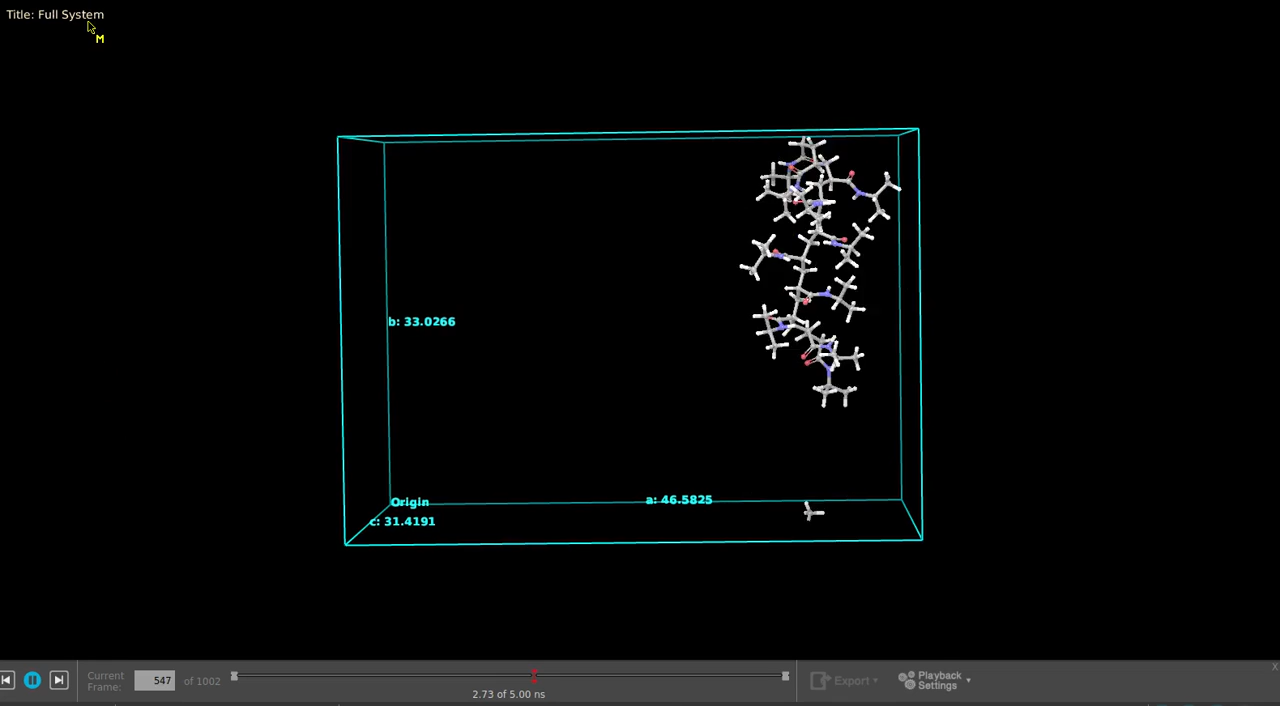 Title: Full System
M
b: 33.0266
Origin
a: 46.5825
c: 31.4191
Current Frame: 547 of 1002
2.73 of 5.00 ns
Export
Playback Settings
X